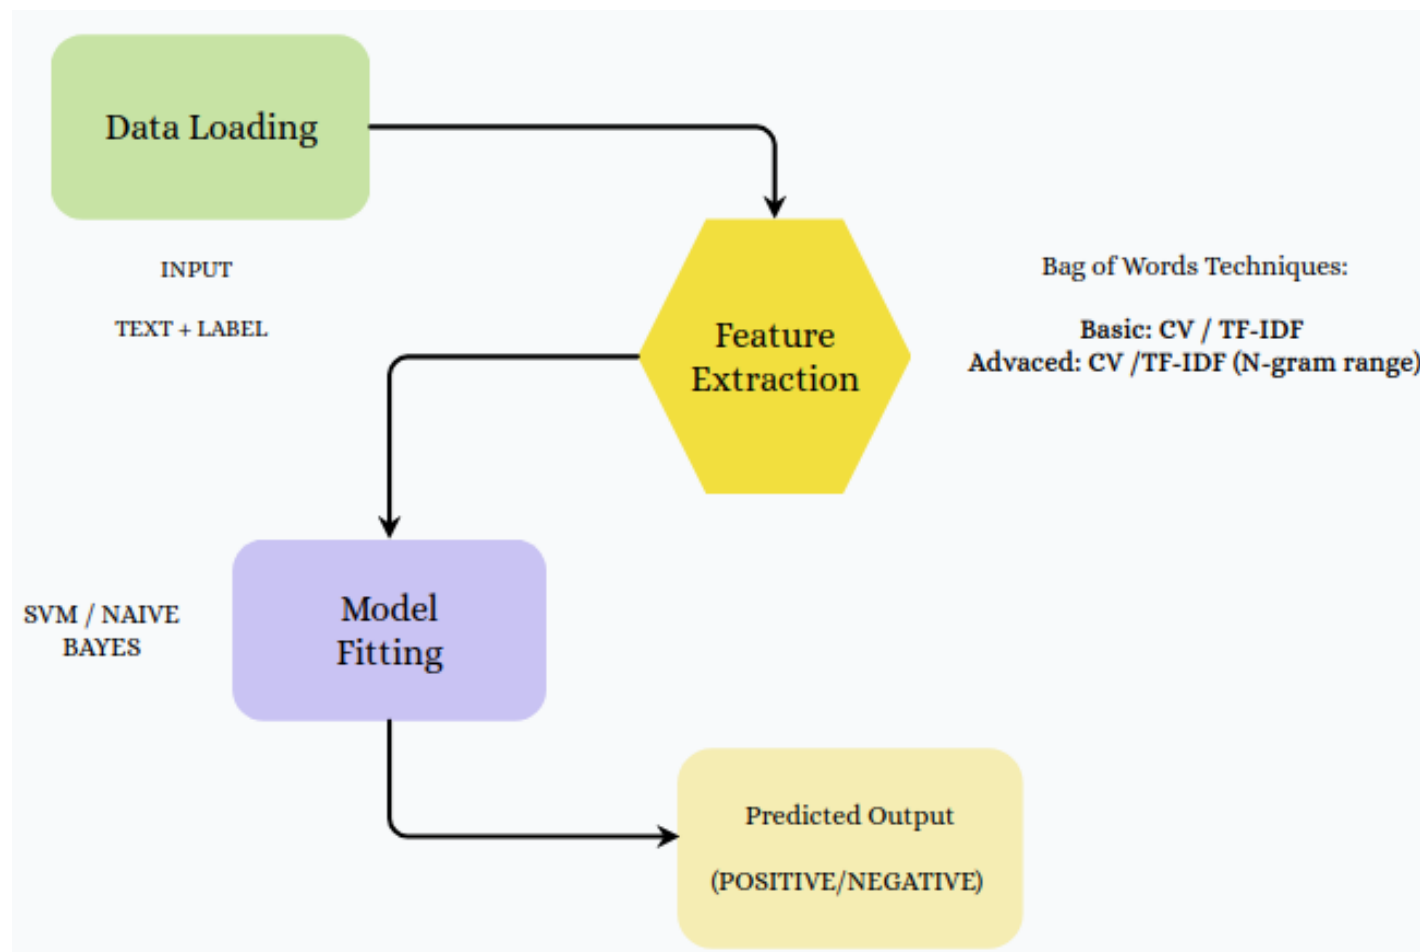 Data Loading
INPUT
TEXT + LABEL
Feature
Extraction
Bag of Words Techniques:
Basic: CV / TF-IDF
Advaced: CV /TF-IDF (N-gram range)
SVM / NAIVE
BAYES
Model
Fitting
Predicted Output
(POSITIVE/NEGATIVE)